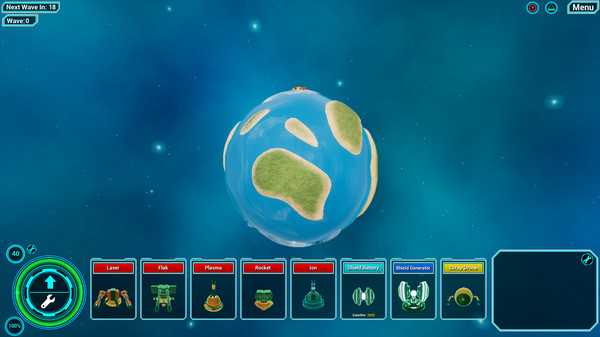 Next Wave In: 18
Menu
Wave: 0
40
Laser
Flak
Plasma
Rocket
Ion
Shield Battery
Shield Generator
Scrap Drone
100%